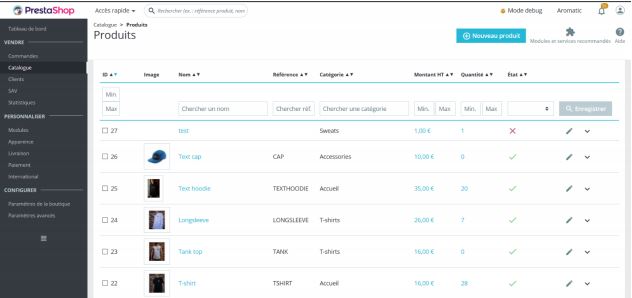 PrestaShop
Accès rapide
Rechercher (ex.: référence produit, nom
Mode debug
Aromatic
Tableau de bord
VENDRE
Commandes
Catalogue
Clients
SAV
Statistiques
PERSONNALISER
Modules
Apparence
Livraison
Paiement
International
CONFIGURER
Paramètres de la boutique
Paramètres avancés
Catalogue > Produits
Produits
Nouveau produit
Modules et services recommandés
Aide
ID Image Nom Référence Catégorie Montant HT Quantité État
Min.
Max Chercher un nom Chercher réf. Chercher une catégorie Min. Max Min. Max Enregistrer
27 test Sweats 1,00 € 1
26 Text cap CAP Accessories 10,00 € 0
25 Text hoodie TEXTHOODIE Accueil 35,00 € 20
24 Longsleeve LONGSLEEVE T-shirts 26,00 € 7
23 Tank top TANK T-shirts 16,00 € 0
22 T-shirt TSHIRT Accueil 16,00 € 28